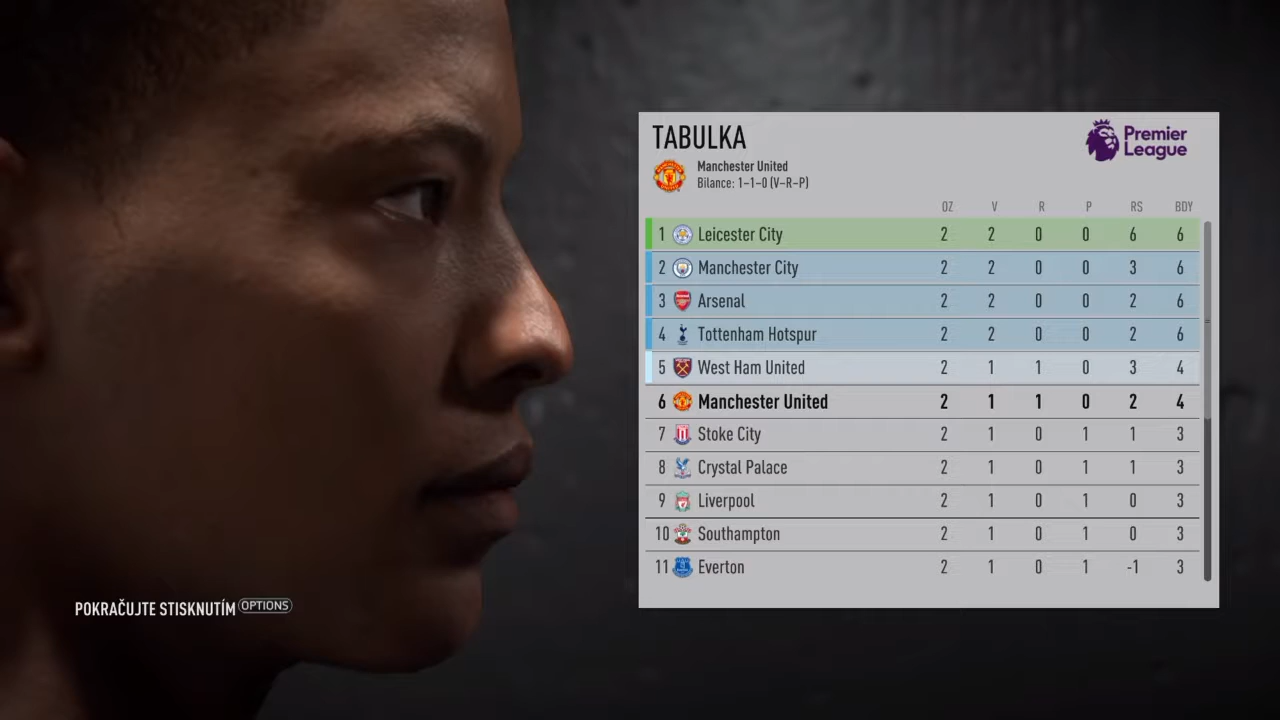 TABULKA
Premier
League
Manchester United
Bilance: 1-1-0 (V-R-P)
OZ V R P RS BDY
1 Leicester City 2 2 0 0 6 6
2 Manchester City 2 2 0 0 3 6
3 Arsenal 2 2 0 0 2 6
4 Tottenham Hotspur 2 2 0 0 2 6
5 West Ham United 2 1 1 0 3 4
6 Manchester United 2 1 1 0 2 4
7 Stoke City 2 1 0 1 1 3
8 Crystal Palace 2 1 0 1 1 3
9 Liverpool 2 1 0 1 0 3
10 Southampton 2 1 0 1 0 3
11 Everton 2 1 0 1 -1 3
POKRAČUJTE STISKNUTÍM OPTIONS